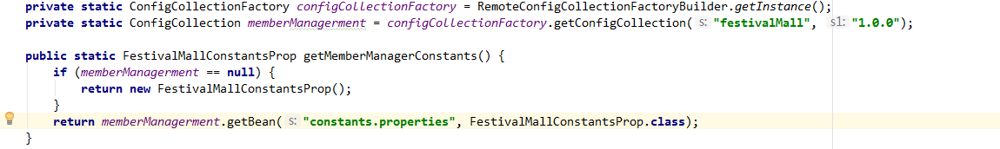 private static ConfigCollectionFactory configCollectionFactory = RemoteConfigCollectionFactoryBuilder.getInstance();
private static ConfigCollection memberManagerment = configCollectionFactory.getConfigCollection( s: "festivalMall", s1: "1.0.0");
public static FestivalMallConstantsProp getMemberManagerConstants() {
if (memberManagerment == null) {
return new FestivalMallConstantsProp();
}
return memberManagerment.getBean( s: "constants.properties", FestivalMallConstantsProp.class);
}